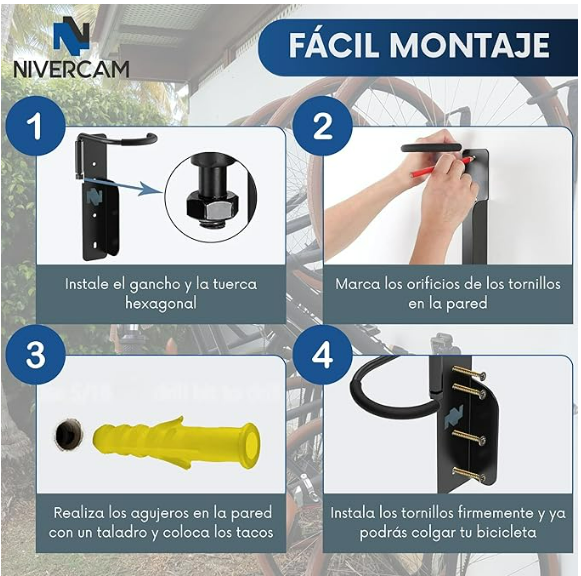 NIVERCAM
FÁCIL MONTAJE
1
Instale el gancho y la tuerca
hexagonal
2
Marca los orificios de los tornillos
en la pared
3
Realiza los agujeros en la pared
con un taladro y coloca los tacos
4
Instala los tornillos firmemente y ya
podrás colgar tu bicicleta